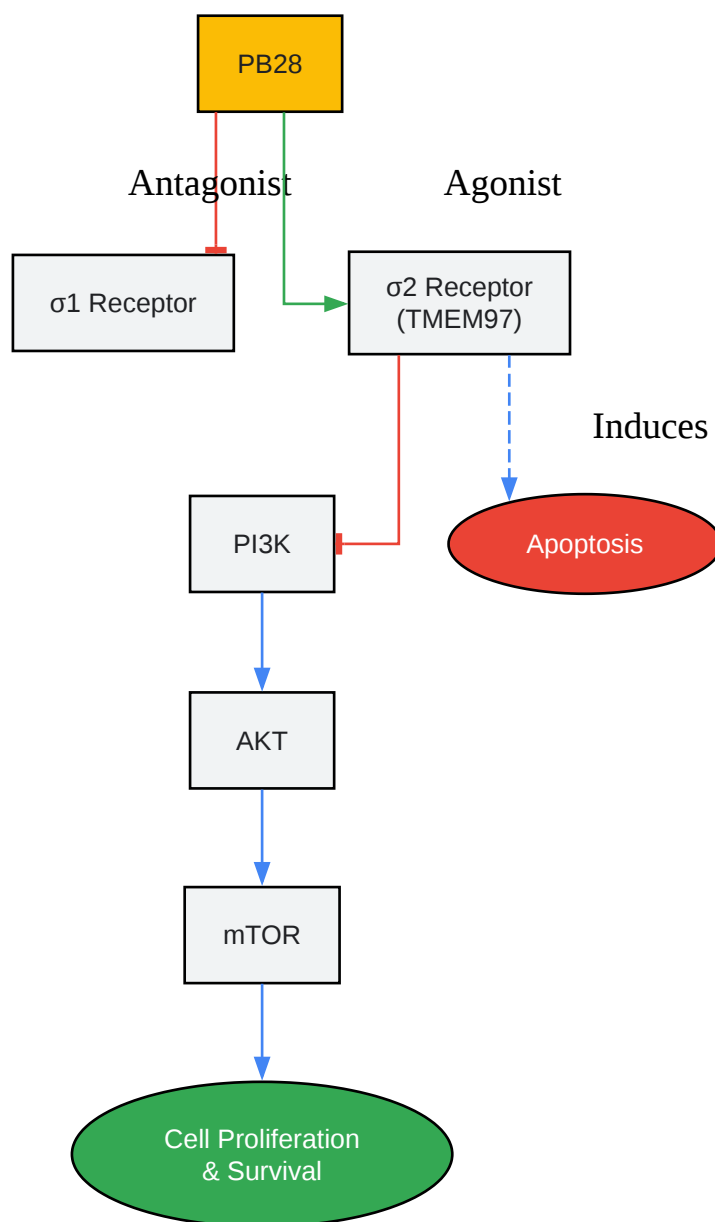 PB28
Antagonist
Agonist
σ1 Receptor
σ2 Receptor
(TMEM97)
Induces
PI3K
Apoptosis
AKT
mTOR
Cell Proliferation
& Survival